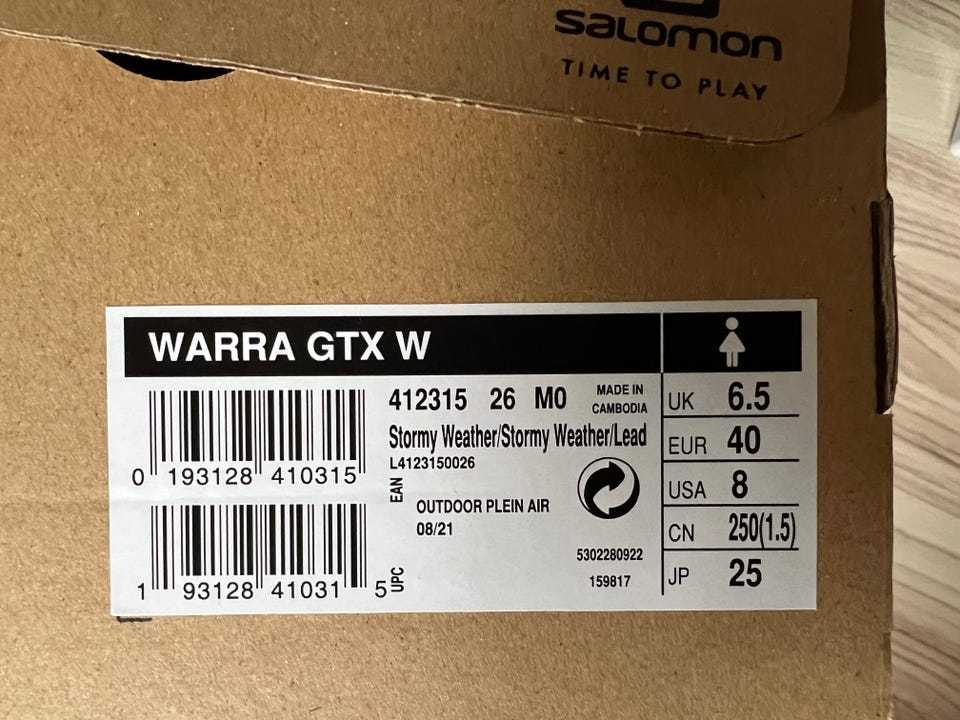 salomon
TIME TO PLAY
WARRA GTX W
412315 26 M0 MADE IN CAMBODIA
Stormy Weather/Stormy Weather/Lead
L4123150026
0 193128 410315
EAN
OUTDOOR PLEIN AIR
08/21
5302280922
159817
1 93128 41031 5
UPC
UK 6.5
EUR 40
USA 8
CN 250(1.5)
JP 25